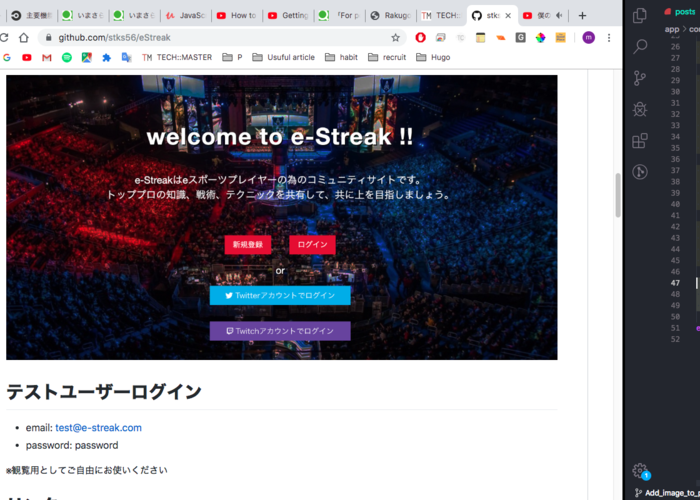 主要機能
いまさら
いまさら
JavaSc
How to
Getting
「For p
Rakugo
TM TECH::
stks
僕の
github.com/stks56/eStreak
TM TECH::MASTER
P
Usuful article
habit
recruit
Hugo
welcome to e-Streak !!
e-Streakはeスポーツプレイヤーの為のコミュニティサイトです。
トッププロの知識、戦術、テクニックを共有して、共に上を目指しましょう。
新規登録
ログイン
or
Twitterアカウントでログイン
Twitchアカウントでログイン
テストユーザーログイン
email: test@e-streak.com
password: password
※観覧用としてご自由にお使いください
posts
app › co
26
27
28
29
30
31
32
33
34
35
36
37
38
39
40
41
42
43
44
45
46
47
48
49
50
51
52
1
Add_image_to_